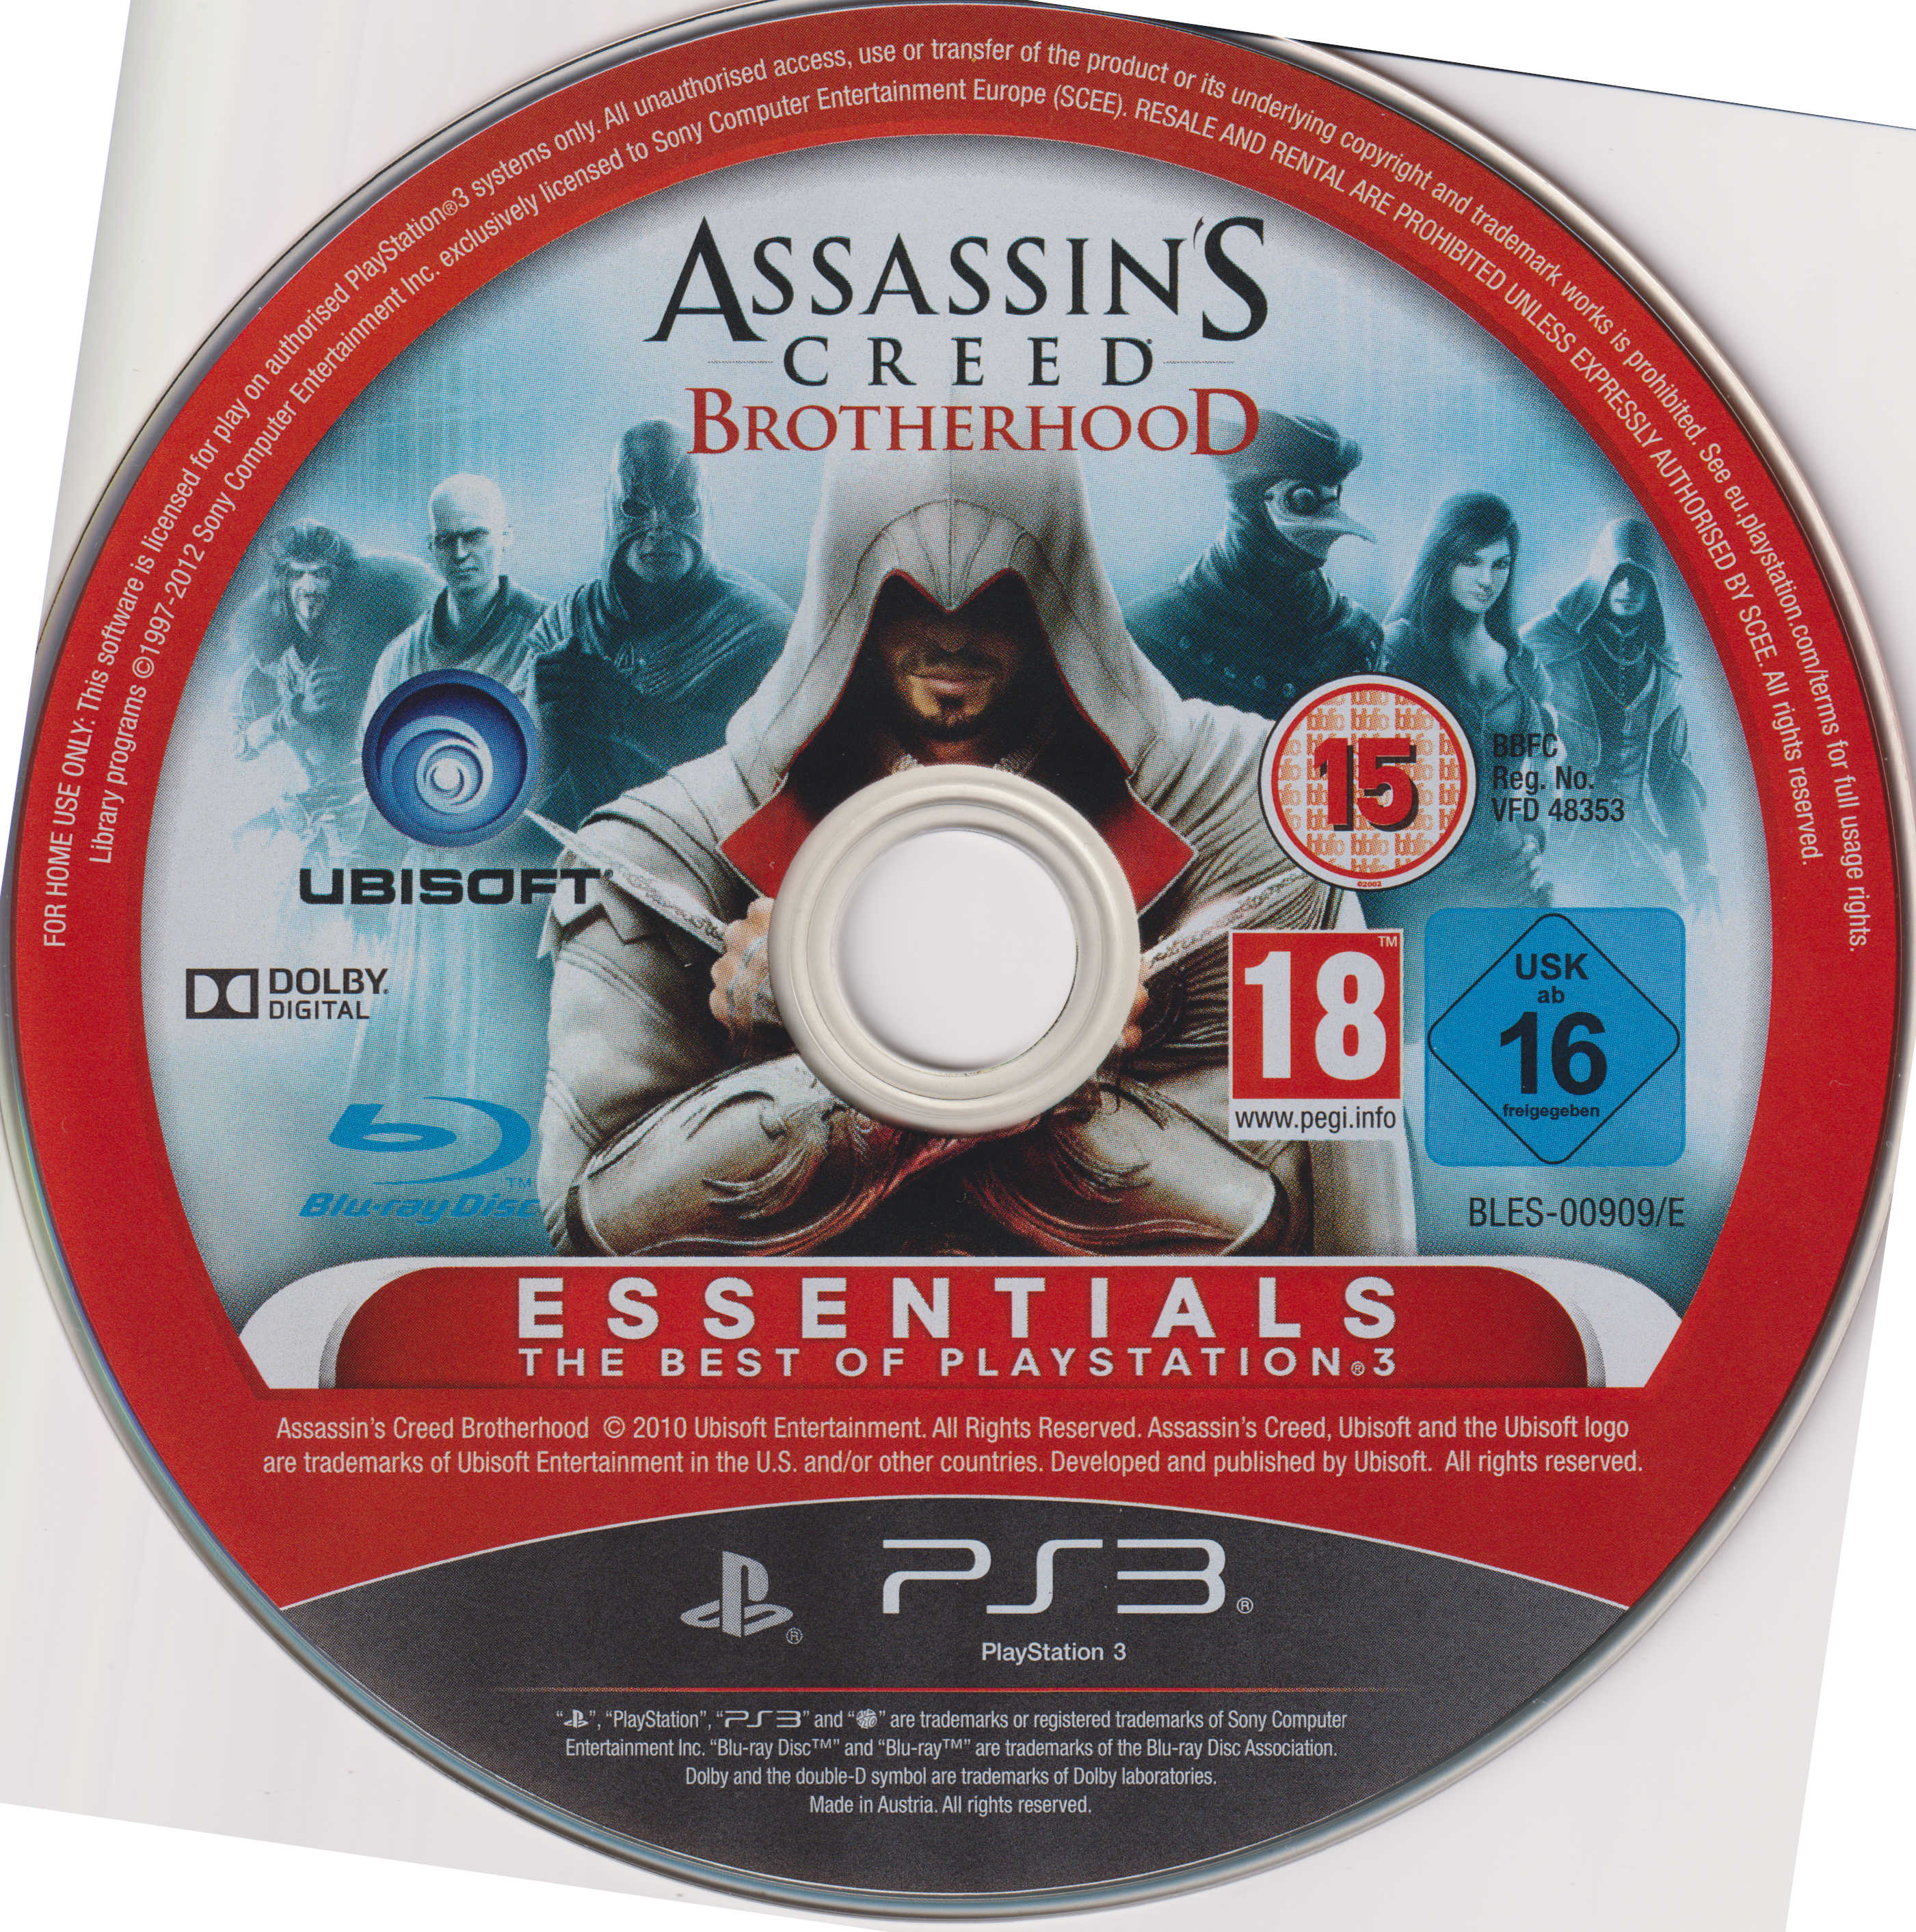 FOR HOME USE ONLY: This software is licensed for play on authorised PlayStation®3 systems only. All unauthorised access, use or transfer of the product or its underlying copyright and trademark works is prohibited. See eu.playstation.com/terms for full usage rights.
Library programs ©1997-2012 Sony Computer Entertainment Inc. exclusively licensed to Sony Computer Entertainment Europe (SCEE). RESALE AND RENTAL ARE PROHIBITED UNLESS EXPRESSLY AUTHORISED BY SCEE. All rights reserved.
ASSASSIN'S
CREED®
BROTHERHOOD
UBISOFT®
bbfc
15
©2002
BBFC
Reg. No.
VFD 48353
DOLBY®
DIGITAL
18™
www.pegi.info
USK
ab
16
freigegeben
Blu-ray Disc™
BLES-00909/E
ESSENTIALS
THE BEST OF PLAYSTATION®3
Assassin's Creed Brotherhood © 2010 Ubisoft Entertainment. All Rights Reserved. Assassin's Creed, Ubisoft and the Ubisoft logo
are trademarks of Ubisoft Entertainment in the U.S. and/or other countries. Developed and published by Ubisoft. All rights reserved.
® PS3®
PlayStation 3
“ ”, “PlayStation”, “PS3” and “ ” are trademarks or registered trademarks of Sony Computer
Entertainment Inc. “Blu-ray Disc™” and “Blu-ray™” are trademarks of the Blu-ray Disc Association.
Dolby and the double-D symbol are trademarks of Dolby laboratories.
Made in Austria. All rights reserved.